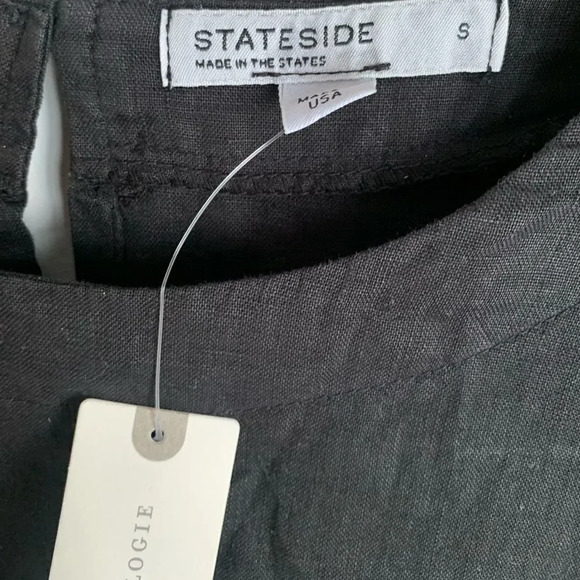 STATESIDE S
MADE IN THE STATES
USA
LOGIE